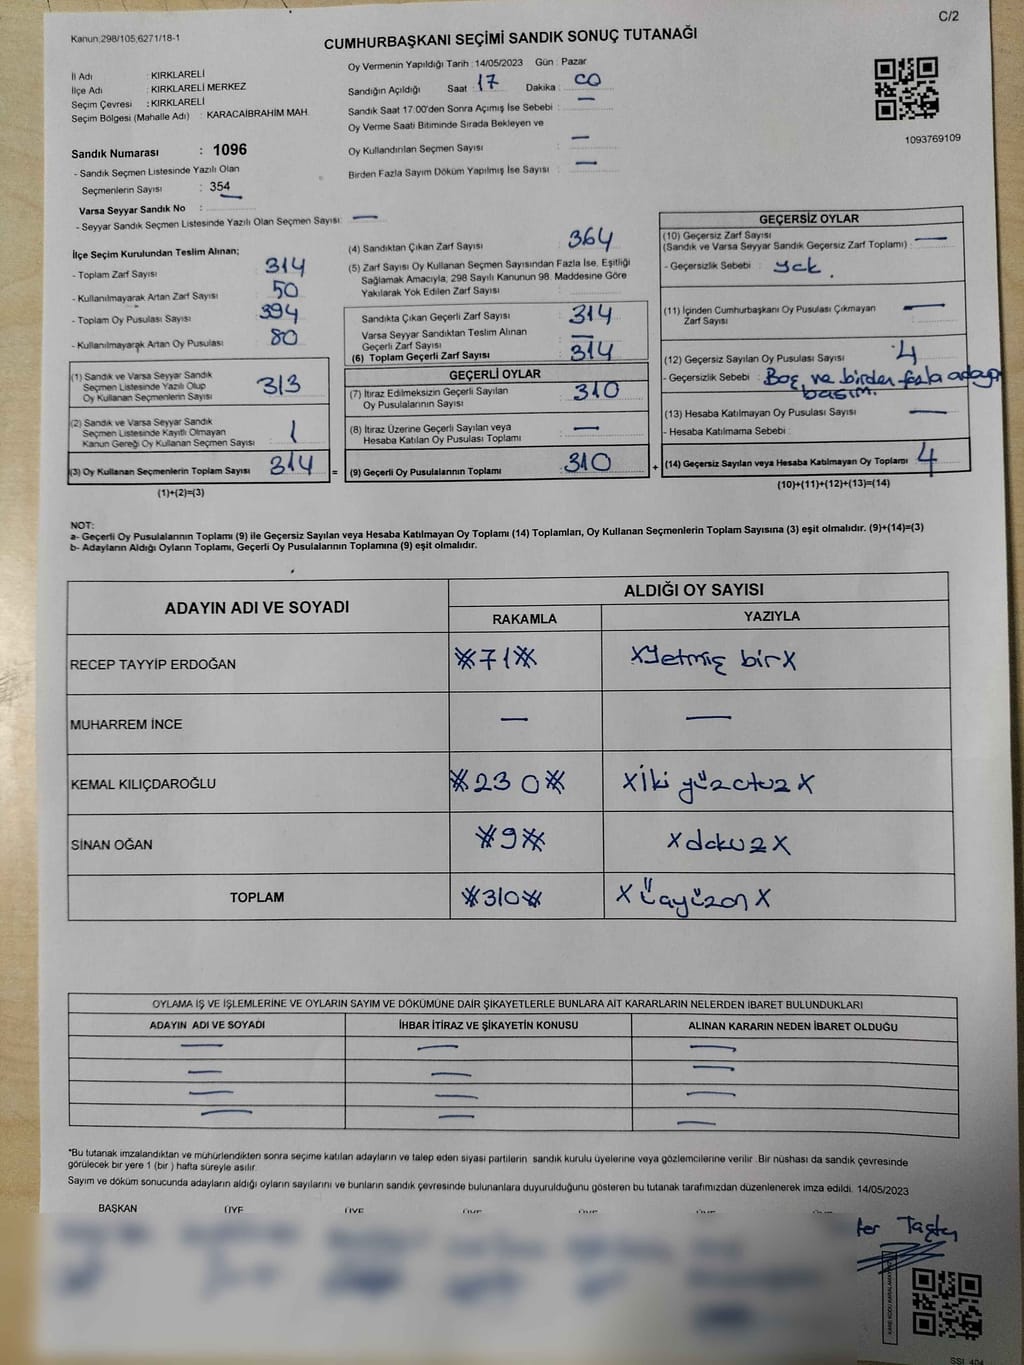 C/2
Kanun,298/105,6271/18-1
CUMHURBAŞKANI SEÇİMİ SANDIK SONUÇ TUTANAĞI
İl Adı : KIRKLARELİ
İlçe Adı : KIRKLARELİ MERKEZ
Seçim Çevresi : KIRKLARELİ
Seçim Bölgesi (Mahalle Adı) : KARACAİBRAHİM MAH.
Oy Vermenin Yapıldığı Tarih : 14/05/2023 Gün : Pazar
Sandığın Açıldığı Saat : 17 Dakika : 00
Sandık Saat 17:00'den Sonra Açımış İse Sebebi : —
Oy Verme Saati Bitiminde Sırada Bekleyen ve
Oy Kullandırılan Seçmen Sayısı : —
Birden Fazla Sayım Döküm Yapılmış İse Sayısı : —
1093769109
Sandık Numarası : 1096
- Sandık Seçmen Listesinde Yazılı Olan
Seçmenlerin Sayısı : 354
Varsa Seyyar Sandık No : —
- Seyyar Sandık Seçmen Listesinde Yazılı Olan Seçmen Sayısı: —
İlçe Seçim Kurulundan Teslim Alınan;
- Toplam Zarf Sayısı : 314
- Kullanılmayarak Artan Zarf Sayısı : 50
- Toplam Oy Pusulası Sayısı : 394
- Kullanılmayarak Artan Oy Pusulası : 80
(1) Sandık ve Varsa Seyyar Sandık
Seçmen Listesinde Yazılı Olup
Oy Kullanan Seçmenlerin Sayısı : 313
(2) Sandık ve Varsa Seyyar Sandık
Seçmen Listesinde Kayıtlı Olmayan
Kanun Gereği Oy Kullanan Seçmen Sayısı : 1
(3) Oy Kullanan Seçmenlerin Toplam Sayısı : 314 =
(1)+(2)=(3)
(4) Sandıktan Çıkan Zarf Sayısı : 364
(5) Zarf Sayısı Oy Kullanan Seçmen Sayısından Fazla İse, Eşitliği
Sağlamak Amacıyla, 298 Sayılı Kanunun 98. Maddesine Göre
Yakılarak Yok Edilen Zarf Sayısı :
Sandıkta Çıkan Geçerli Zarf Sayısı : 314
Varsa Seyyar Sandıktan Teslim Alınan
Geçerli Zarf Sayısı : —
(6) Toplam Geçerli Zarf Sayısı : 314
GEÇERLİ OYLAR
(7) İtiraz Edilmeksizin Geçerli Sayılan
Oy Pusulalarının Sayısı : 310
(8) İtiraz Üzerine Geçerli Sayılan veya
Hesaba Katılan Oy Pusulası Toplamı : —
(9) Geçerli Oy Pusulalarının Toplamı : 310 +
GEÇERSİZ OYLAR
(10) Geçersiz Zarf Sayısı
(Sandık ve Varsa Seyyar Sandık Geçersiz Zarf Toplamı) : —
- Geçersizlik Sebebi : yok.
(11) İçinden Cumhurbaşkanı Oy Pusulası Çıkmayan
Zarf Sayısı : —
(12) Geçersiz Sayılan Oy Pusulası Sayısı : 4
- Geçersizlik Sebebi : Boş ve birden fazla adaya
basım.
(13) Hesaba Katılmayan Oy Pusulası Sayısı : —
- Hesaba Katılmama Sebebi :
(14) Geçersiz Sayılan veya Hesaba Katılmayan Oy Toplamı : 4
(10)+(11)+(12)+(13)=(14)
NOT:
a- Geçerli Oy Pusulalarının Toplamı (9) ile Geçersiz Sayılan veya Hesaba Katılmayan Oy Toplamı (14) Toplamları, Oy Kullanan Seçmenlerin Toplam Sayısına (3) eşit olmalıdır. (9)+(14)=(3)
b- Adayların Aldığı Oyların Toplamı, Geçerli Oy Pusulalarının Toplamına (9) eşit olmalıdır.
ADAYIN ADI VE SOYADI ALDIĞI OY SAYISI
RAKAMLA YAZIYLA
RECEP TAYYİP ERDOĞAN 71 X Yetmiş bir X
MUHARREM İNCE — —
KEMAL KILIÇDAROĞLU 230 X İki yüzotuz X
SİNAN OĞAN 9 X dokuz X
TOPLAM 310 X Üçyüzon X
OYLAMA İŞ VE İŞLEMLERİNE VE OYLARIN SAYIM VE DÖKÜMÜNE DAİR ŞİKAYETLERLE BUNLARA AİT KARARLARIN NELERDEN İBARET BULUNDUKLARI
ADAYIN ADI VE SOYADI İHBAR İTİRAZ VE ŞİKAYETİN KONUSU ALINAN KARARIN NEDEN İBARET OLDUĞU
— — —
— — —
— — —
— — —
*Bu tutanak imzalandıktan ve mühürlendikten sonra seçime katılan adayların ve talep eden siyasi partilerin sandık kurulu üyelerine veya gözlemcilerine verilir. Bir nüshası da sandık çevresinde
görülecek bir yere 1 (bir ) hafta süreyle asılır.
Sayım ve döküm sonucunda adayların aldığı oyların sayılarını ve bunların sandık çevresinde bulunanlara duyurulduğunu gösteren bu tutanak tarafımızdan düzenlenerek imza edildi. 14/05/2023
BAŞKAN ÜYE ÜYE ÜYE ÜYE ÜYE ÜYE